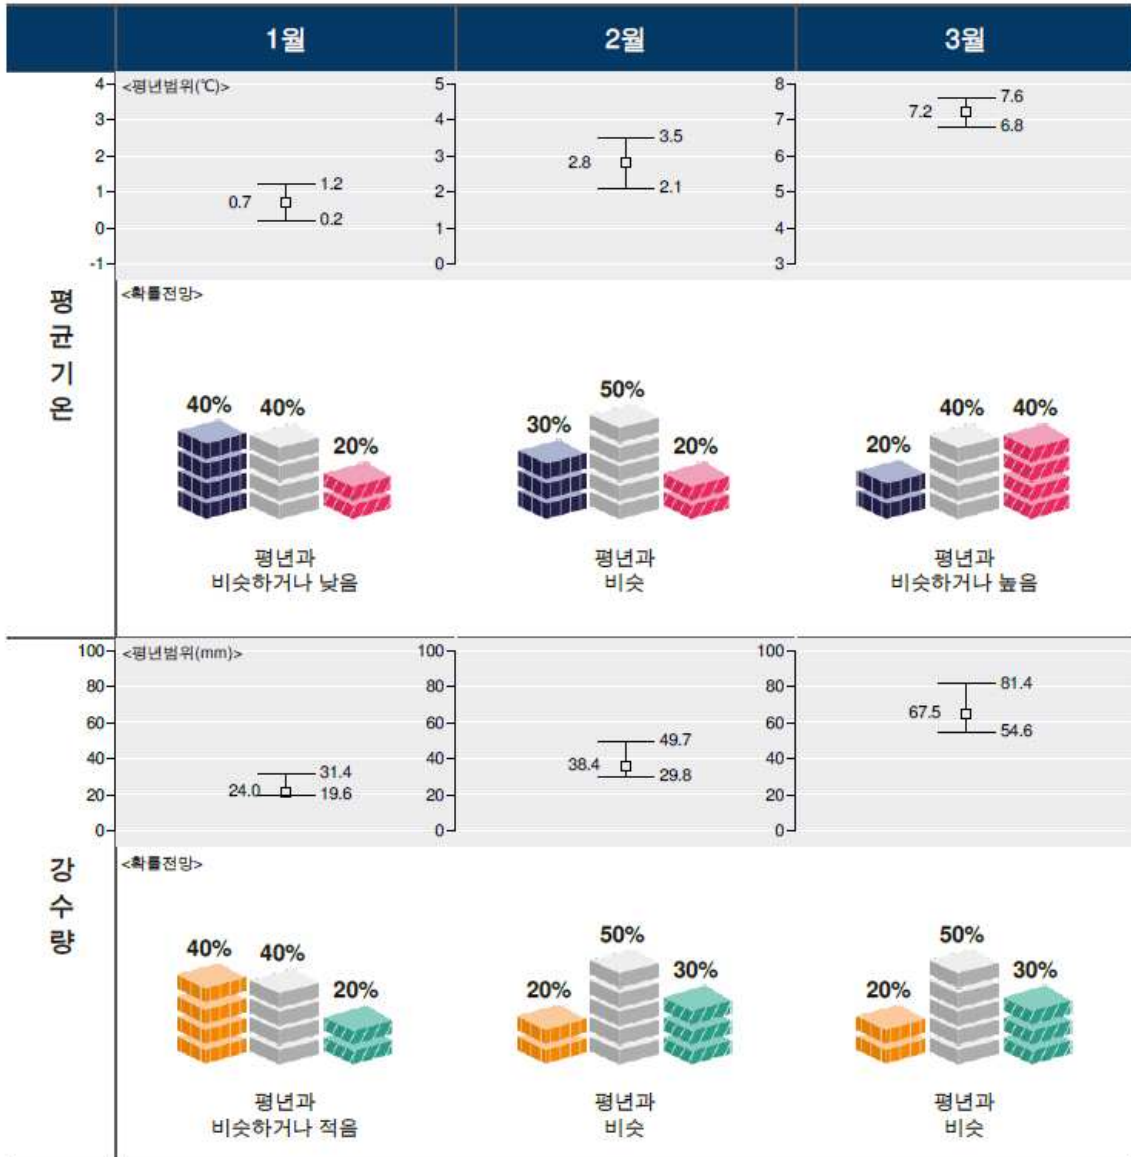 1월 2월 3월
평균기온
<평년범위(℃)>
4 5 8
3 4 7
2 3 6
1 2 5
0 1 4
-1 0 3
1.2 3.5 7.6
0.7 2.8 7.2
0.2 2.1 6.8
<확률전망>
40% 40% 20% 30% 50% 20% 20% 40% 40%
평년과 평년과 평년과
비슷하거나 낮음 비슷 비슷하거나 높음
강수량
<평년범위(mm)>
100 100 100
80 80 80
60 60 60
40 40 40
20 20 20
0 0 0
31.4 49.7 81.4
24.0 38.4 67.5
19.6 29.8 54.6
<확률전망>
40% 40% 20% 20% 50% 30% 20% 50% 30%
평년과 평년과 평년과
비슷하거나 적음 비슷 비슷